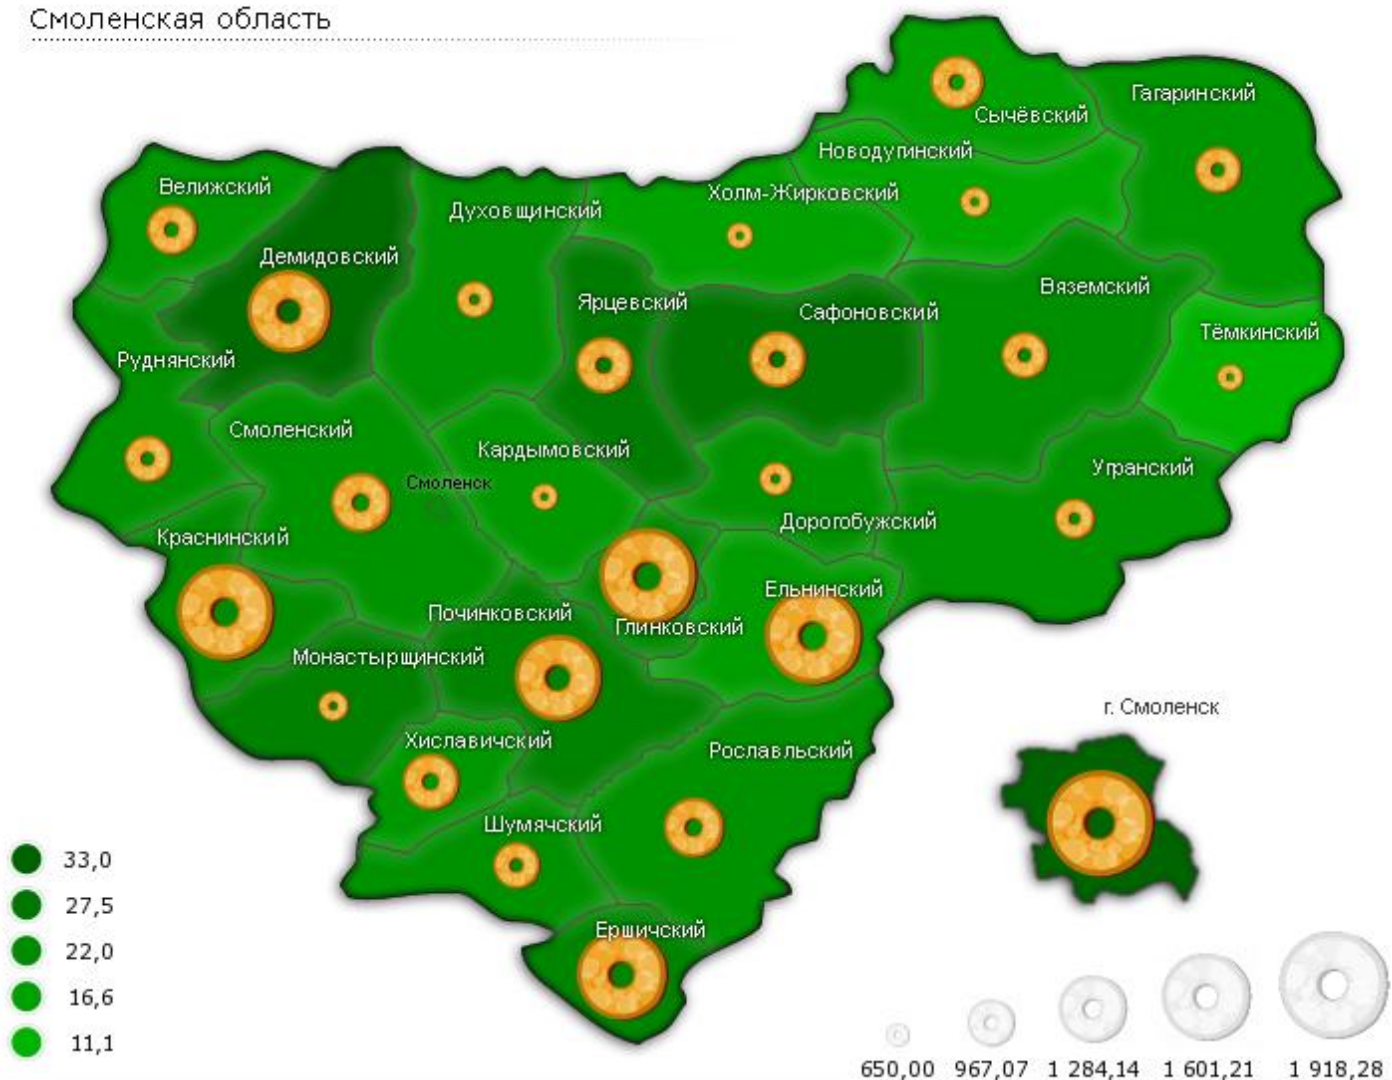 Смоленская область
Сычёвский
Гагаринский
Новодугинский
Велижский
Холм-Жирковский
Духовщинский
Демидовский
Вяземский
Ярцевский
Сафоновский
Тёмкинский
Руднянский
Смоленский
Кардымовский
Угранский
Смоленск
Дорогобужский
Краснинский
Ельнинский
Починковский
Глинковский
Монастырщинский
г. Смоленск
Хиславичский
Рославльский
Шумячский
Ершичский
33,0
27,5
22,0
16,6
11,1
650,00 967,07 1 284,14 1 601,21 1 918,28